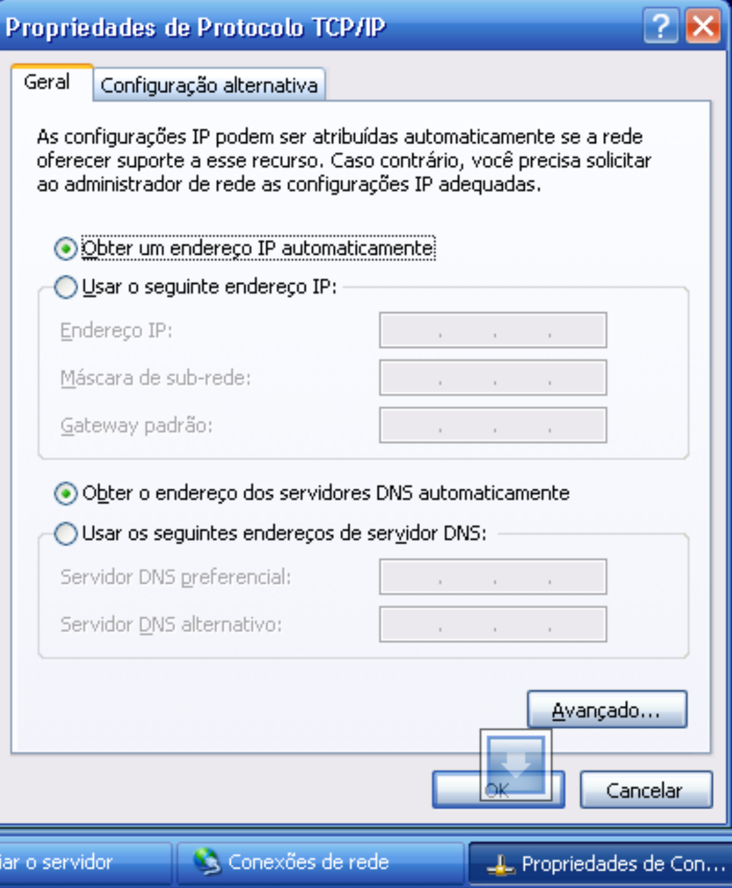 Propriedades de Protocolo TCP/IP
Geral
Configuração alternativa
As configurações IP podem ser atribuídas automaticamente se a rede
oferecer suporte a esse recurso. Caso contrário, você precisa solicitar
ao administrador de rede as configurações IP adequadas.
Obter um endereço IP automaticamente
Usar o seguinte endereço IP:
Endereço IP:
Máscara de sub-rede:
Gateway padrão:
Obter o endereço dos servidores DNS automaticamente
Usar os seguintes endereços de servidor DNS:
Servidor DNS preferencial:
Servidor DNS alternativo:
Avançado...
OK
Cancelar
iar o servidor
Conexões de rede
Propriedades de Con...